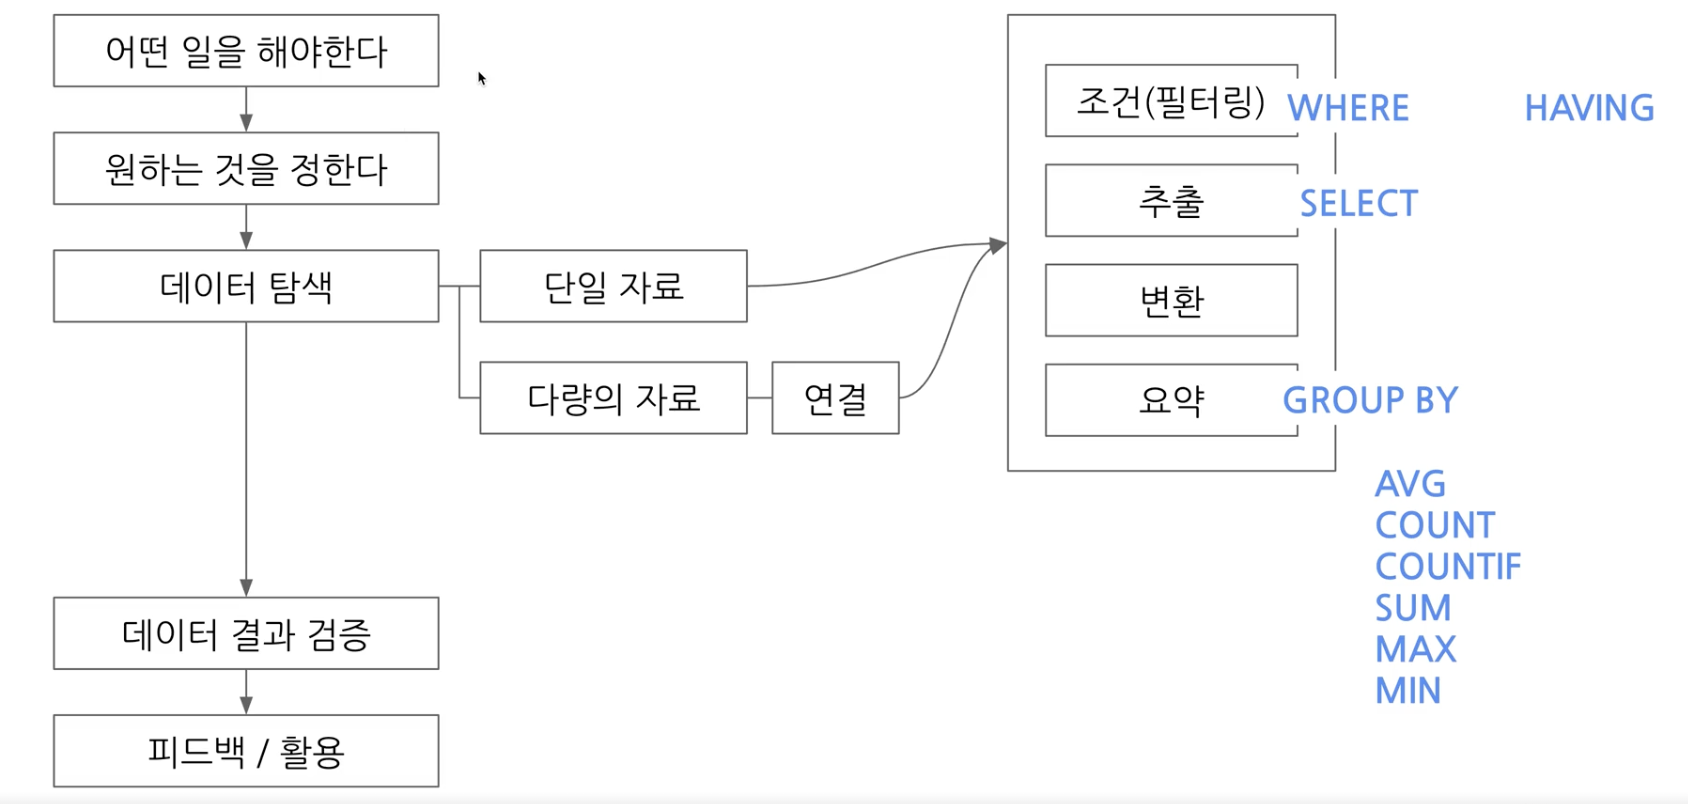 어떤 일을 해야한다
원하는 것을 정한다
데이터 탐색
단일 자료
다량의 자료
연결
조건(필터링)
WHERE
HAVING
추출
SELECT
변환
요약
GROUP BY
AVG
COUNT
COUNTIF
SUM
MAX
MIN
데이터 결과 검증
피드백 / 활용